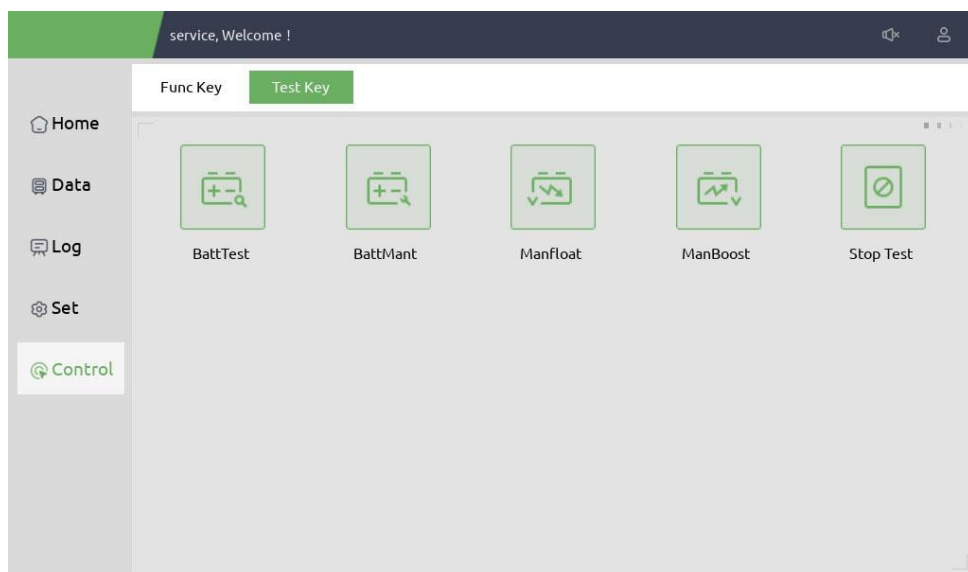 service, Welcome !
Func Key
Test Key
Home
Data
Log
Set
Control
BattTest
BattMant
Manfloat
ManBoost
Stop Test